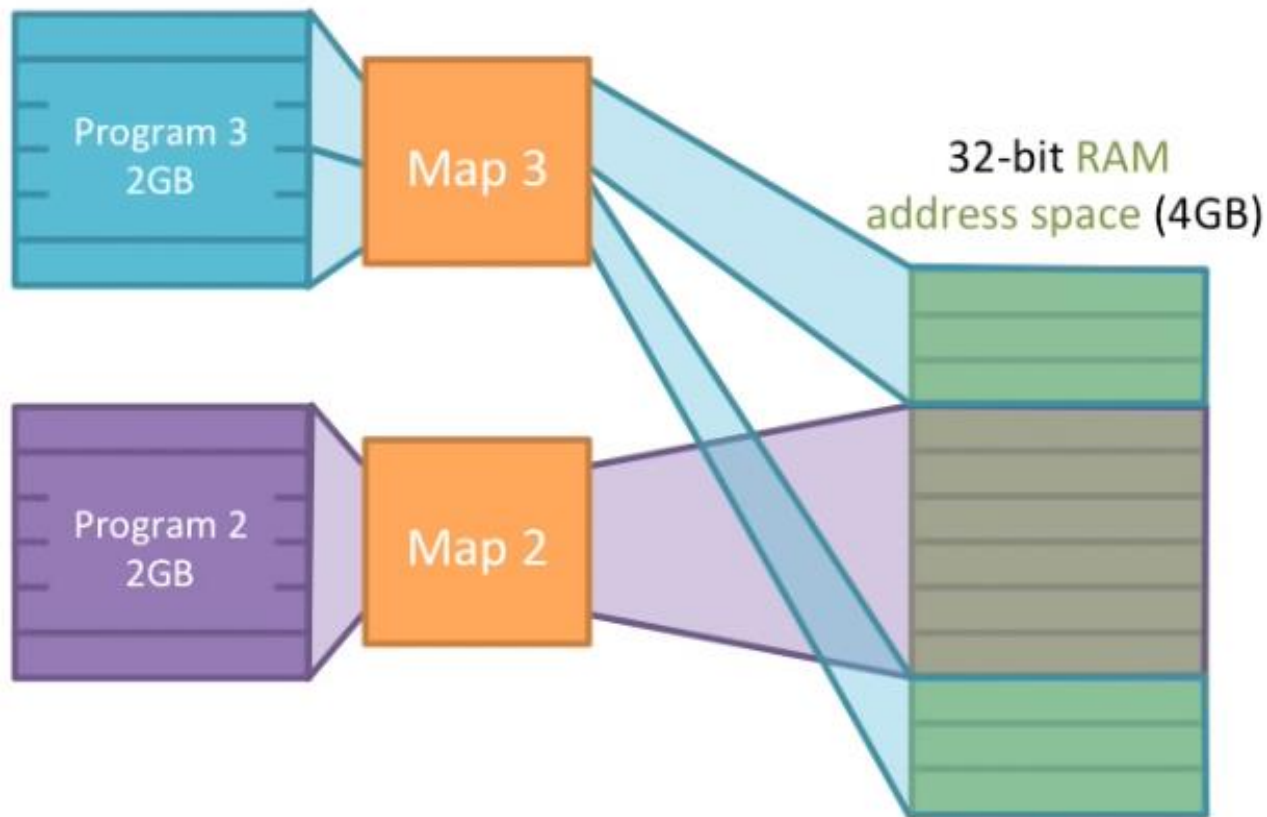 Program 3
2GB
Map 3
32-bit RAM
address space (4GB)
Program 2
2GB
Map 2